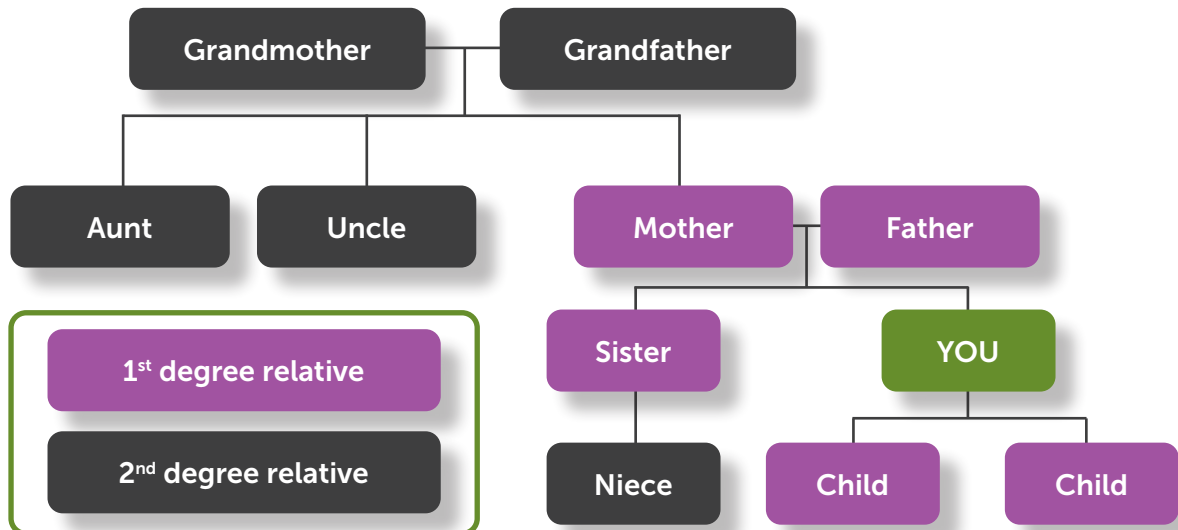 Grandmother
Grandfather
Aunt
Uncle
Mother
Father
1st degree relative
2nd degree relative
Sister
YOU
Niece
Child
Child